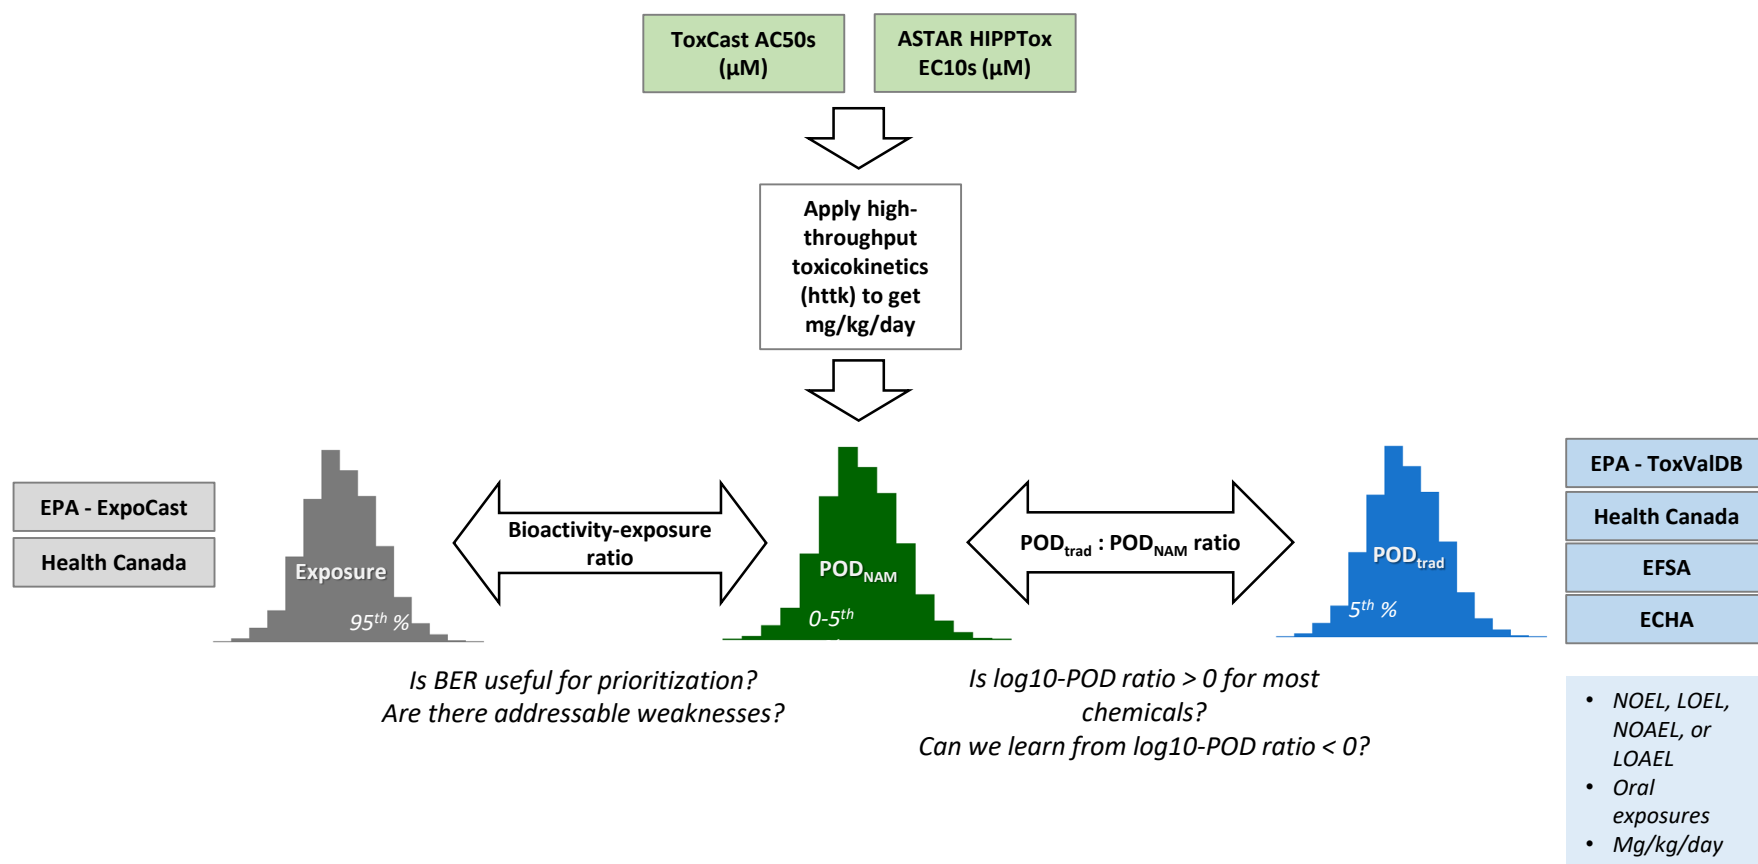 ToxCast AC50s
(µM)
ASTAR HIPPTox
EC10s (µM)
Apply high-
throughput
toxicokinetics
(httk) to get
mg/kg/day
EPA - ExpoCast
Health Canada
Exposure
95th %
Bioactivity-exposure
ratio
PODNAM
0-5th
PODtrad : PODNAM ratio
PODtrad
5th %
EPA - ToxValDB
Health Canada
EFSA
ECHA
Is BER useful for prioritization?
Are there addressable weaknesses?
Is log10-POD ratio > 0 for most
chemicals?
Can we learn from log10-POD ratio < 0?
• NOEL, LOEL,
NOAEL, or
LOAEL
• Oral
exposures
• Mg/kg/day